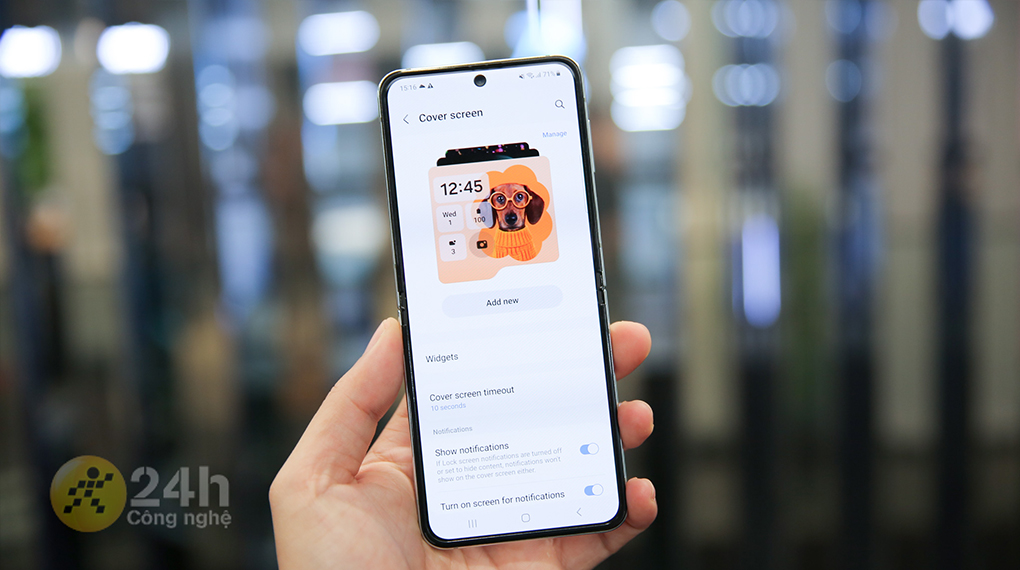 15:16 71%
Cover screen
Manage
12:45
Wed
1
100
3
Add new
Widgets
Cover screen timeout
10 seconds
Notifications
Show notifications
If Lock screen notifications are turned off
or set to hide content, notifications won't
show on the cover screen either.
Turn on screen for notifications
24h
Công nghệ